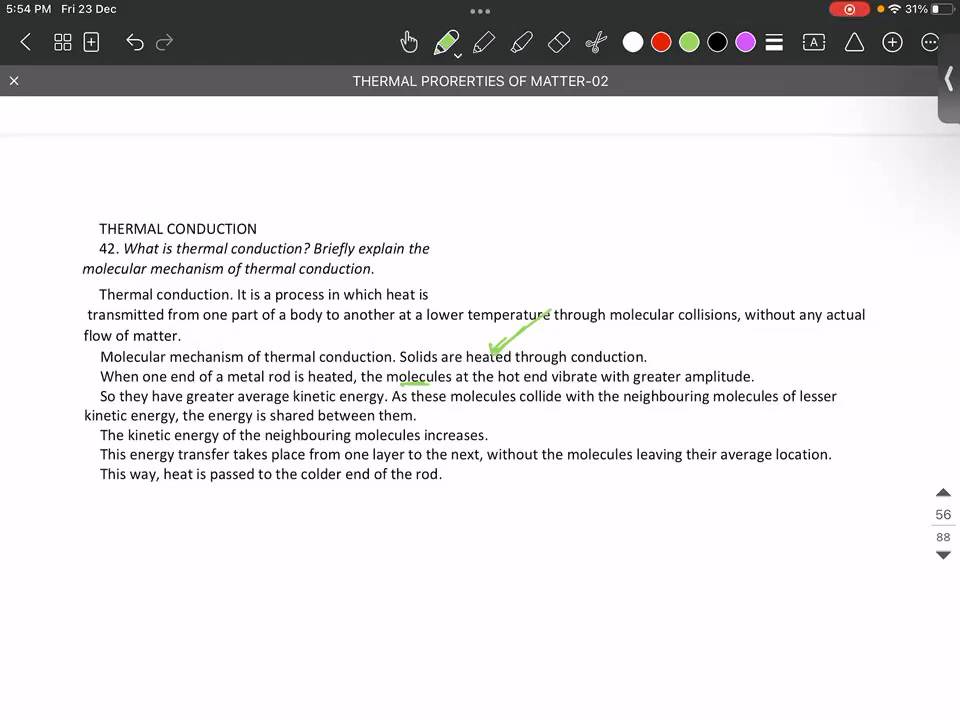 5:54 PM Fri 23 Dec
31%
A
THERMAL PRORERTIES OF MATTER-02
THERMAL CONDUCTION
42. What is thermal conduction? Briefly explain the
molecular mechanism of thermal conduction.
Thermal conduction. It is a process in which heat is
transmitted from one part of a body to another at a lower temperature through molecular collisions, without any actual
flow of matter.
Molecular mechanism of thermal conduction. Solids are heated through conduction.
When one end of a metal rod is heated, the molecules at the hot end vibrate with greater amplitude.
So they have greater average kinetic energy. As these molecules collide with the neighbouring molecules of lesser
kinetic energy, the energy is shared between them.
The kinetic energy of the neighbouring molecules increases.
This energy transfer takes place from one layer to the next, without the molecules leaving their average location.
This way, heat is passed to the colder end of the rod.
56
88